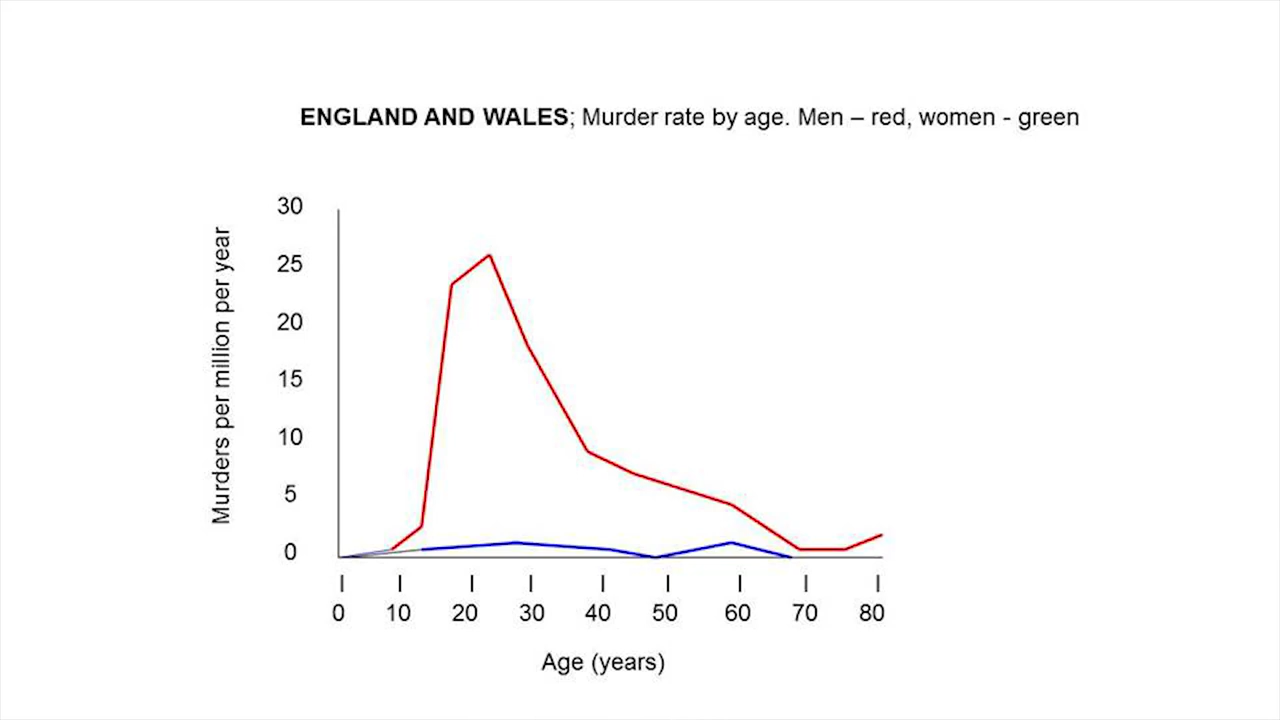 ENGLAND AND WALES; Murder rate by age. Men – red, women - green
Murders per million per year
30
25
20
15
10
5
0
0 10 20 30 40 50 60 70 80
Age (years)